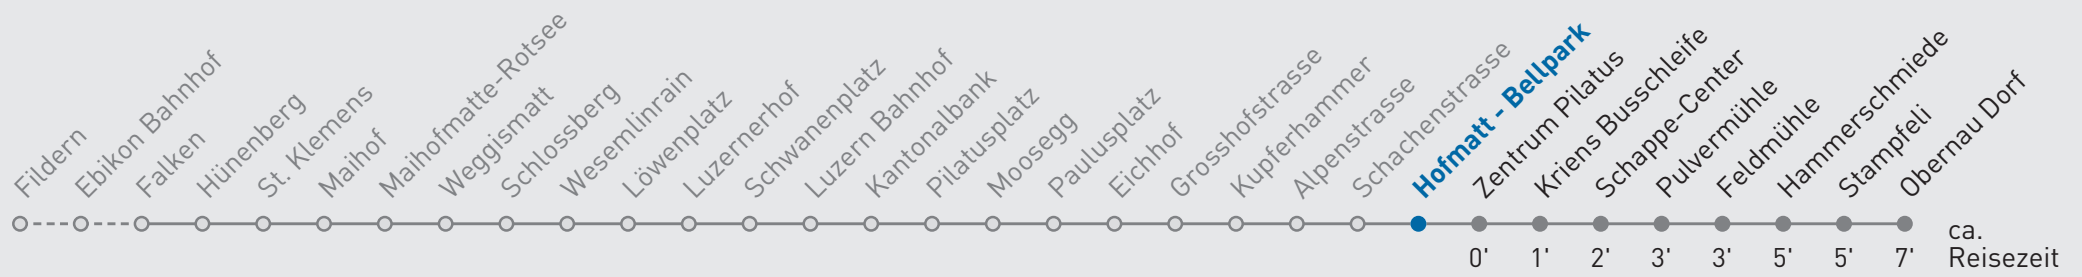 Fildern
Ebikon Bahnhof
Falken
Hünenberg
St. Klemens
Maihof
Maihofmatte-Rotsee
Weggismatt
Schlossberg
Wesemlinrain
Löwenplatz
Luzernerhof
Schwanenplatz
Luzern Bahnhof
Kantonalbank
Pilatusplatz
Moosegg
Paulusplatz
Eichhof
Grosshofstrasse
Kupferhammer
Alpenstrasse
Schachenstrasse
Hofmatt - Bellpark
Zentrum Pilatus
Kriens Busschleife
Schappe-Center
Pulvermühle
Feldmühle
Hammerschmiede
Stampfeli
Obernau Dorf
0' 1' 2' 3' 3' 5' 5' 7'
ca.
Reisezeit